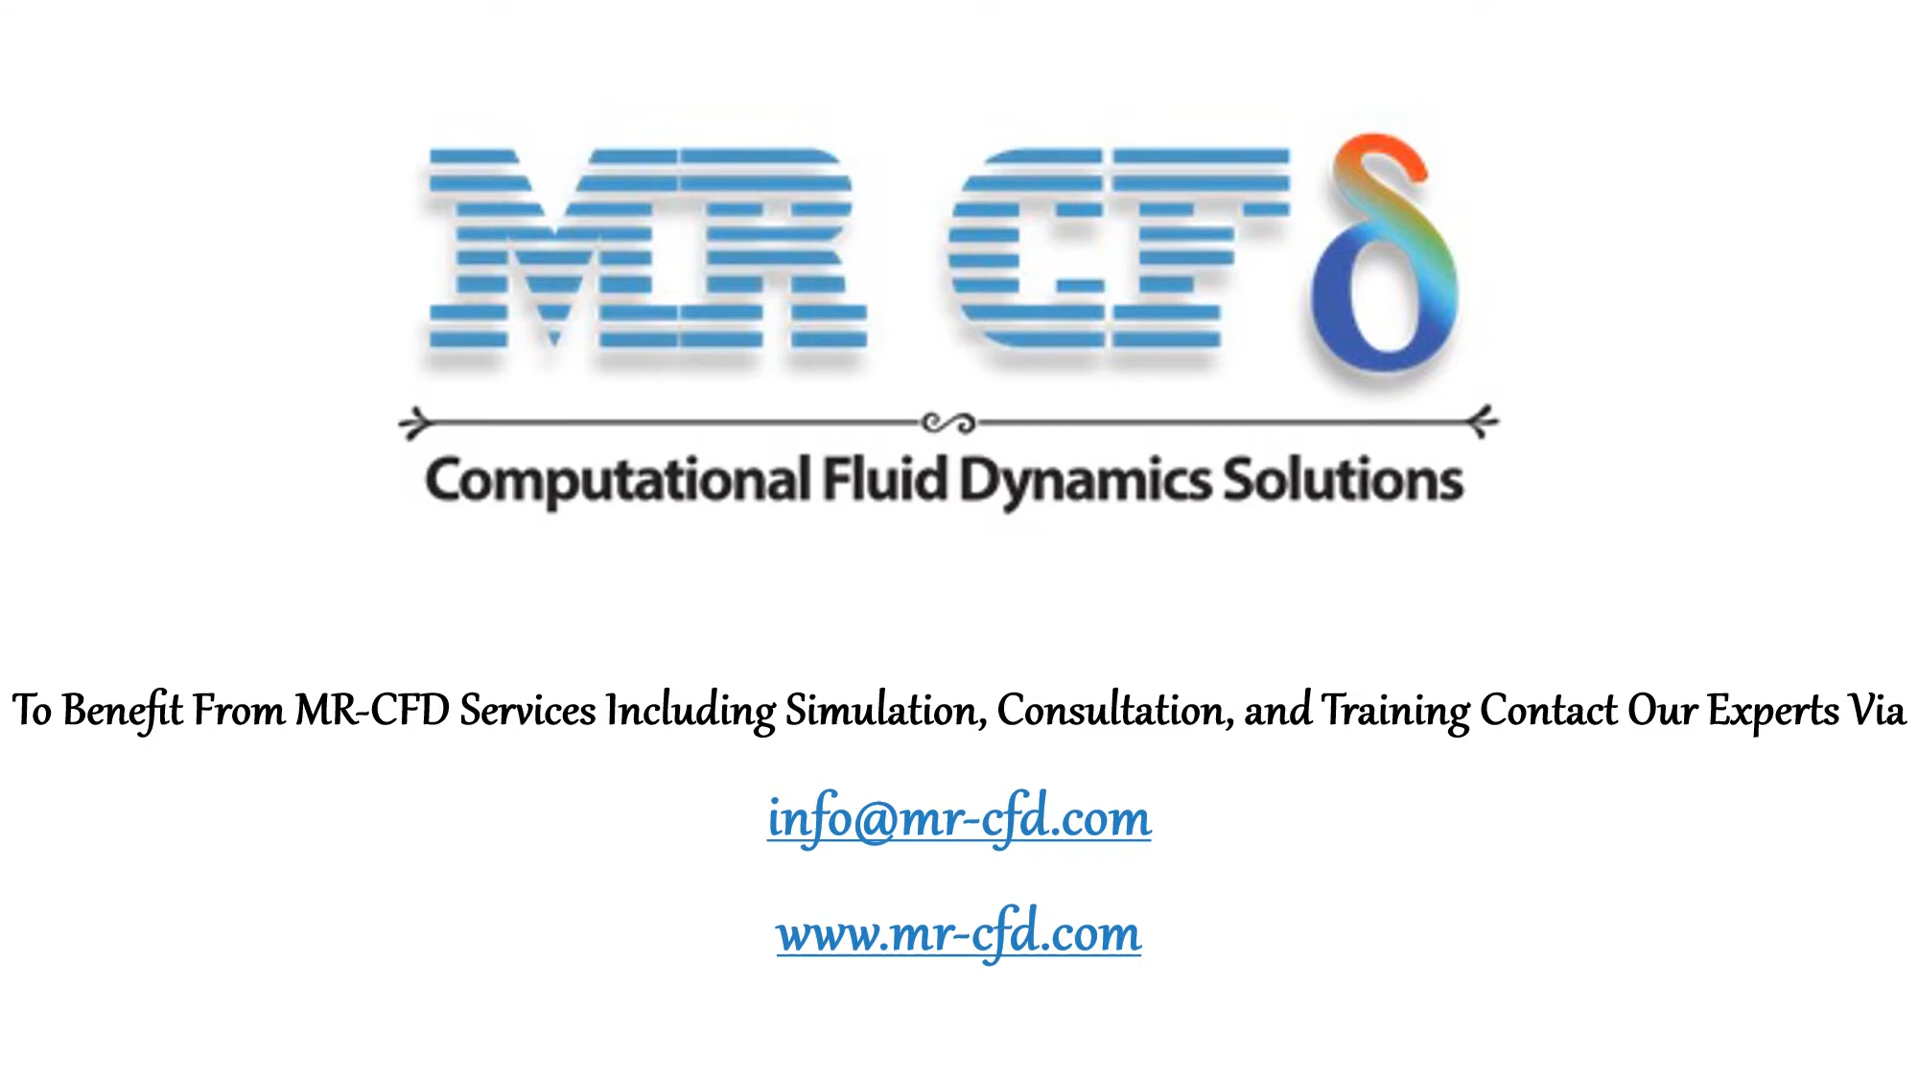 MR CFδ
Computational Fluid Dynamics Solutions
To Benefit From MR-CFD Services Including Simulation, Consultation, and Training Contact Our Experts Via
info@mr-cfd.com
www.mr-cfd.com